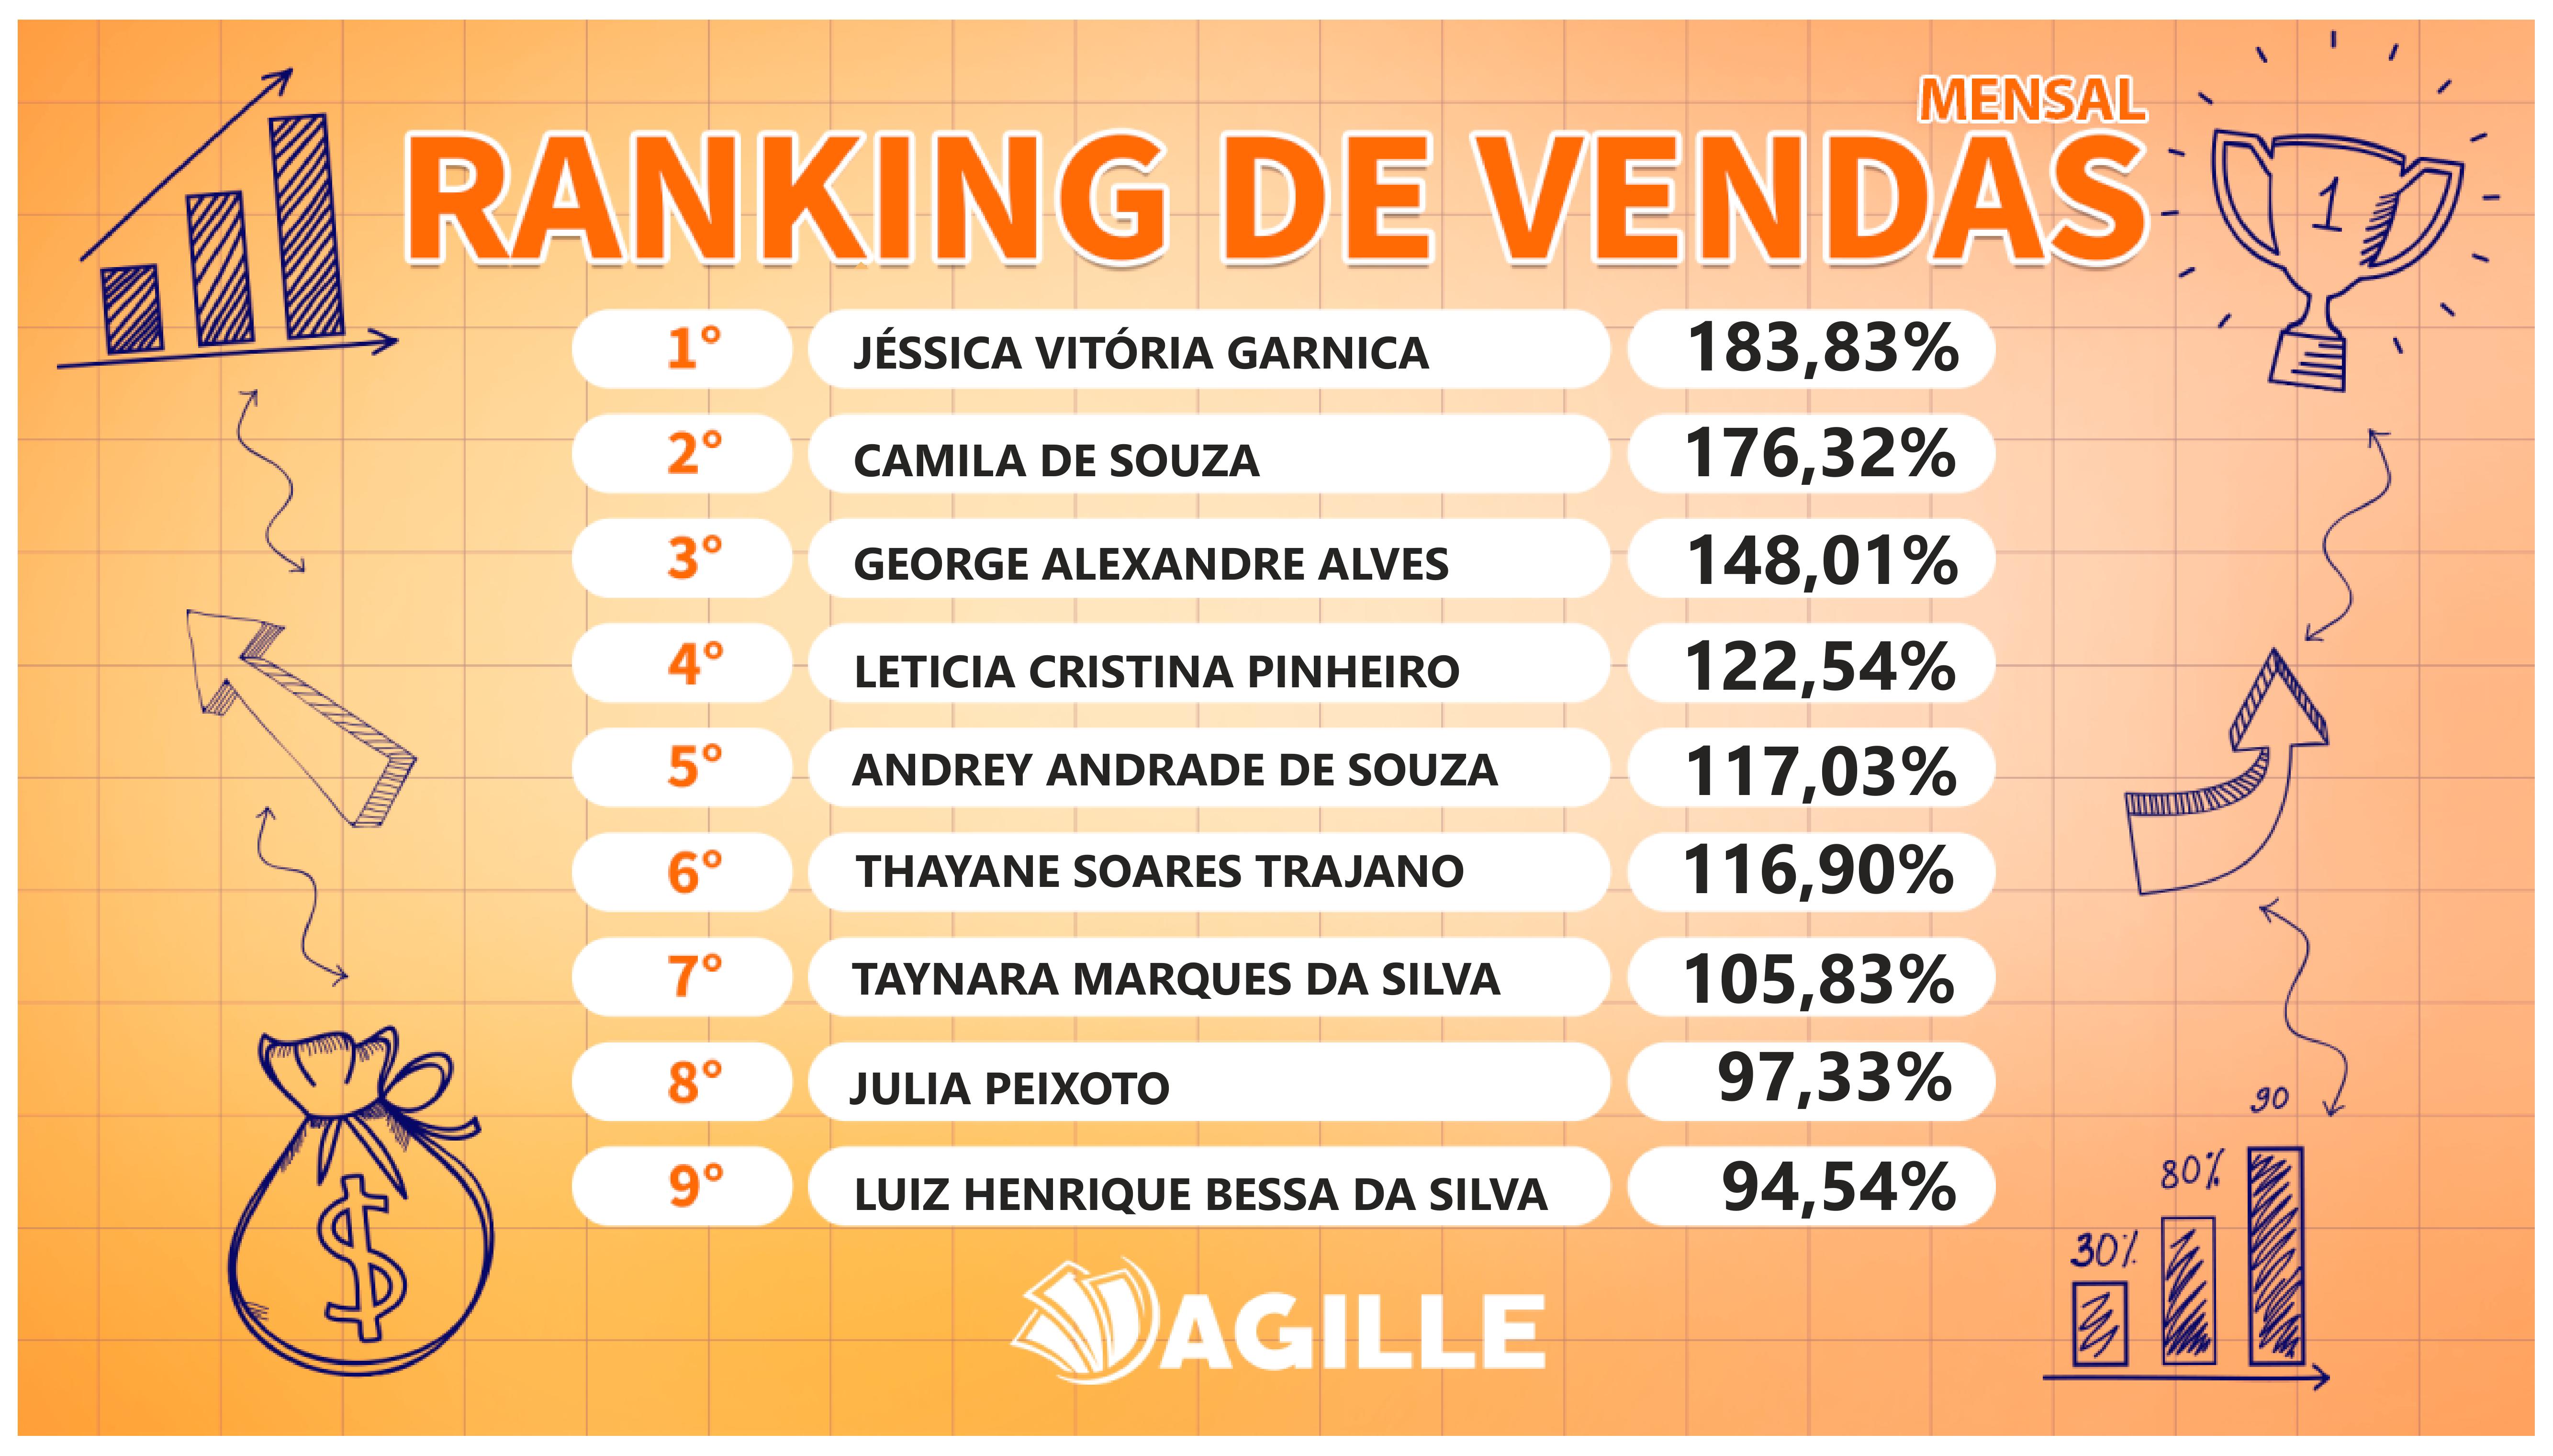 MENSAL
RANKING DE VENDAS
1
1° JÉSSICA VITÓRIA GARNICA 183,83%
2° CAMILA DE SOUZA 176,32%
3° GEORGE ALEXANDRE ALVES 148,01%
4° LETICIA CRISTINA PINHEIRO 122,54%
5° ANDREY ANDRADE DE SOUZA 117,03%
6° THAYANE SOARES TRAJANO 116,90%
7° TAYNARA MARQUES DA SILVA 105,83%
8° JULIA PEIXOTO 97,33%
9° LUIZ HENRIQUE BESSA DA SILVA 94,54%
90
80%
30%
$
AGILLE